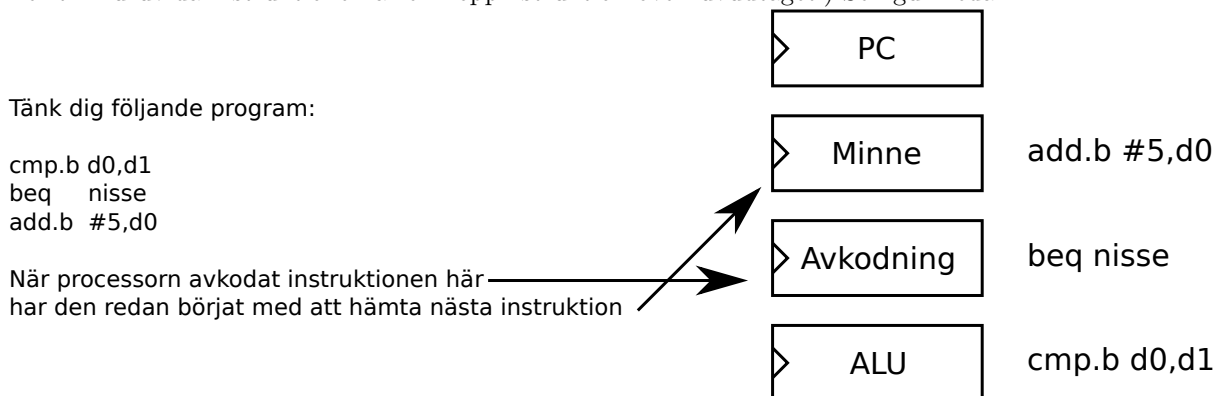 PC
Tänk dig följande program:
Minne
add.b #5,d0
cmp.b d0,d1
beq nisse
add.b #5,d0
Avkodning
beq nisse
När processorn avkodat instruktionen här
har den redan börjat med att hämta nästa instruktion
ALU
cmp.b d0,d1